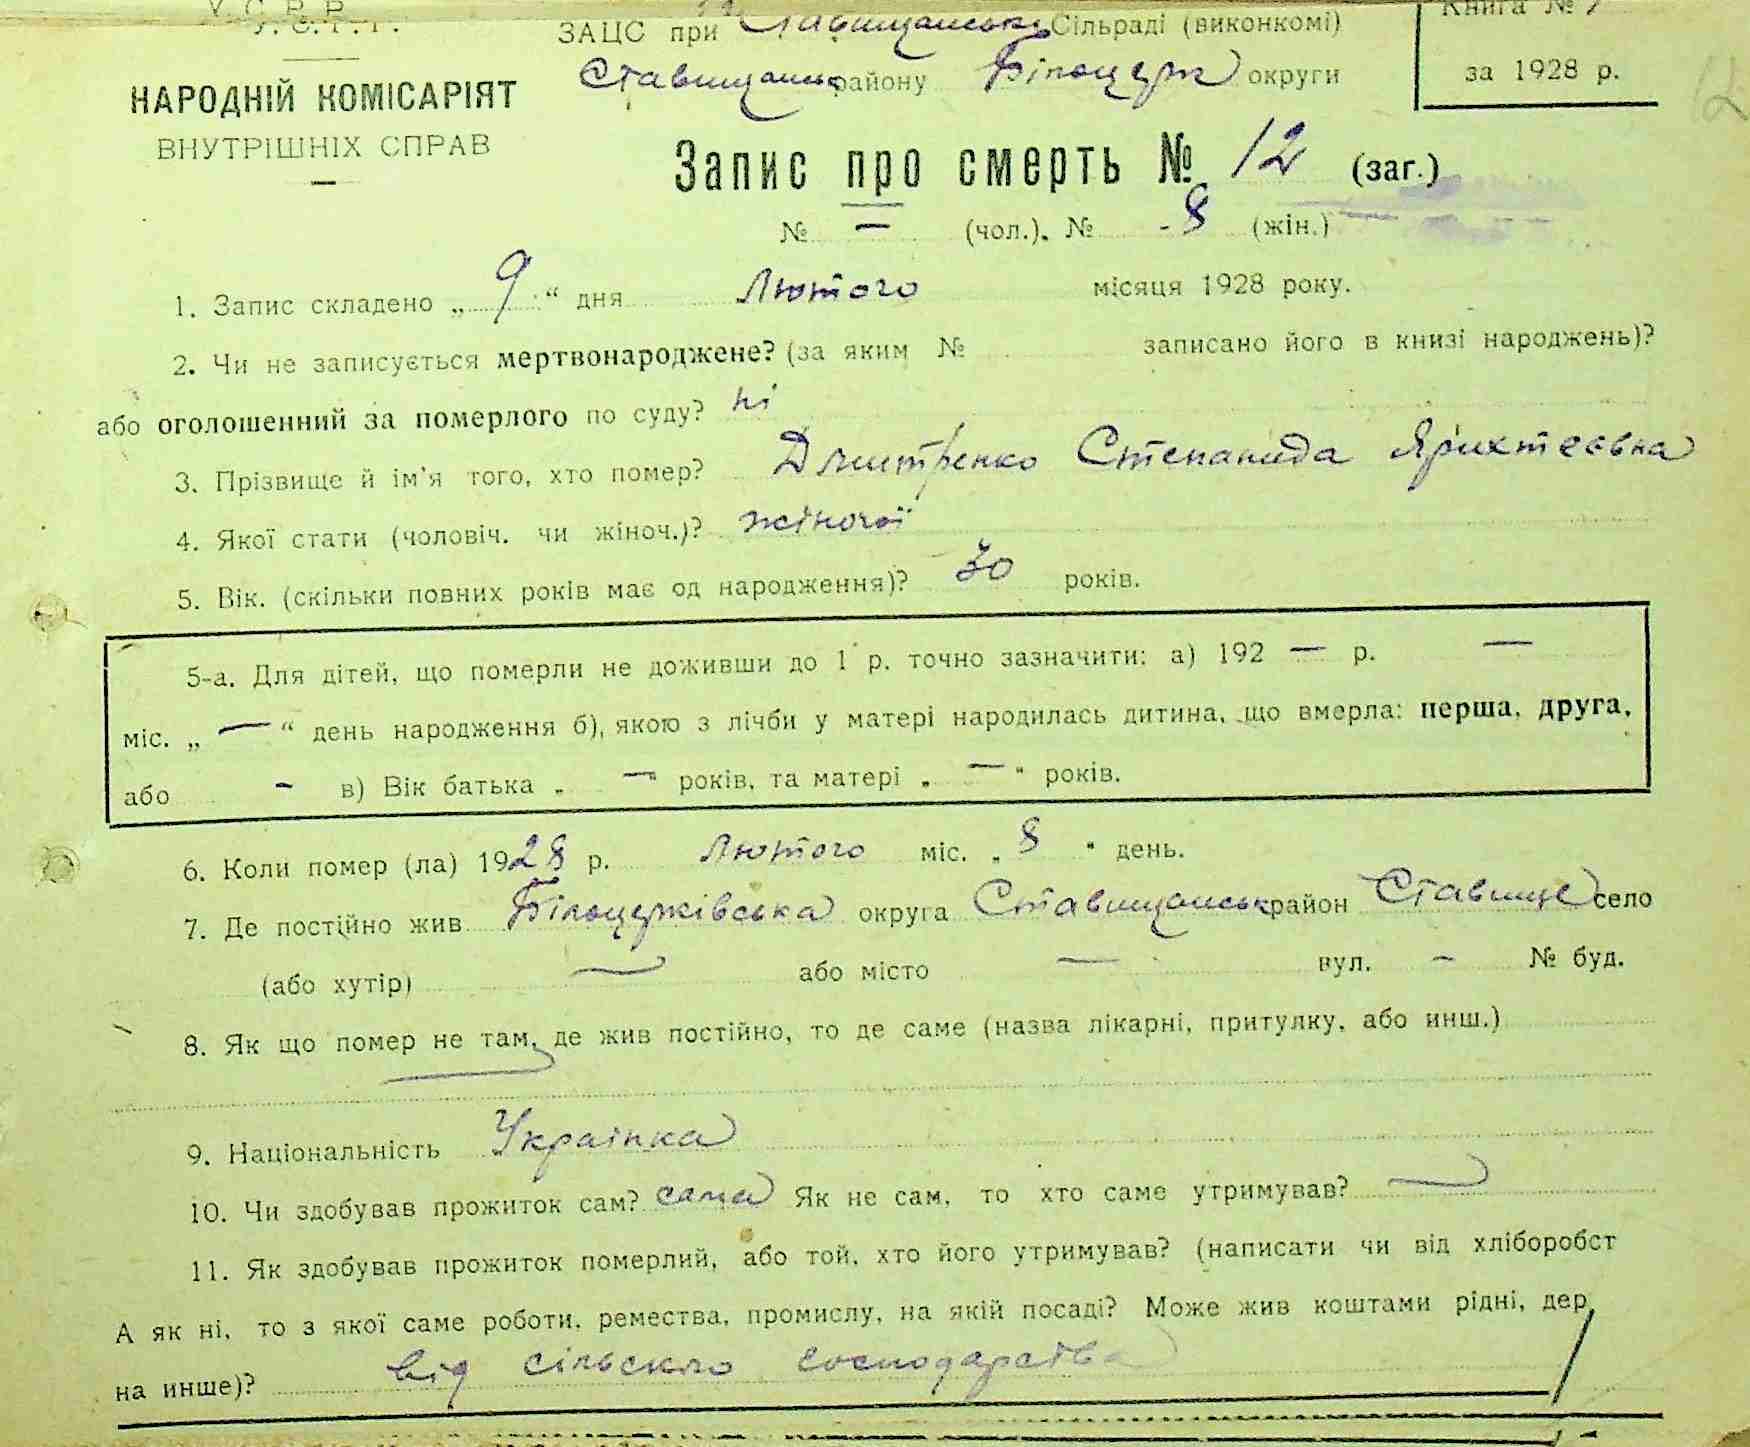 У.С.Р.Р.
У.С.Р.Р.
НАРОДНІЙ КОМІСАРІЯТ
ВНУТРІШНІХ СПРАВ
ЗАЦС при Ставищанськ Сільраді (виконкомі)
Ставищанськ району Білоцерк округи
Книга №
за 1928 р.
12
Запис про смерть № 12 (заг.)
№ — (чол.). № - 8 (жін.)
1. Запис складено „ 9 “ дня Лютого місяця 1928 року.
2. Чи не записується мертвонароджене? (за яким № записано його в книзі народжень)?
або оголошенний за померлого по суду? ні
3. Прізвище й ім'я того, хто помер? Дмитренко Степанида
4. Якої стати (чоловіч. чи жіноч.)? жіночої
5. Вік. (скільки повних років має од народження)? 30 років.
5-а. Для дітей, що померли не доживши до 1 р. точно зазначити: а) 192 — р. —
міс. „ — “ день народження б), якою з лічби у матері народилась дитина, що вмерла: перша, друга,
або - в) Вік батька „ — “ років, та матері „ — “ років.
6. Коли помер (ла) 1928 р. Лютого міс. „ 8 “ день.
7. Де постійно жив Білоцерківська округа Ставищанськ район Ставище село
(або хутір) — або місто — вул. - № буд.
8. Як що помер не там, де жив постійно, то де саме (назва лікарні, притулку, або инш.)
9. Національність Українка
10. Чи здобував прожиток сам? сама Як не сам, то хто саме утримував? —
11. Як здобував прожиток померлий, або той, хто його утримував? (написати чи від хліборобст
А як ні, то з якої саме роботи, ремества, промислу, на якій посаді? Може жив коштами рідні, дер
на инше)? від сільского господарства